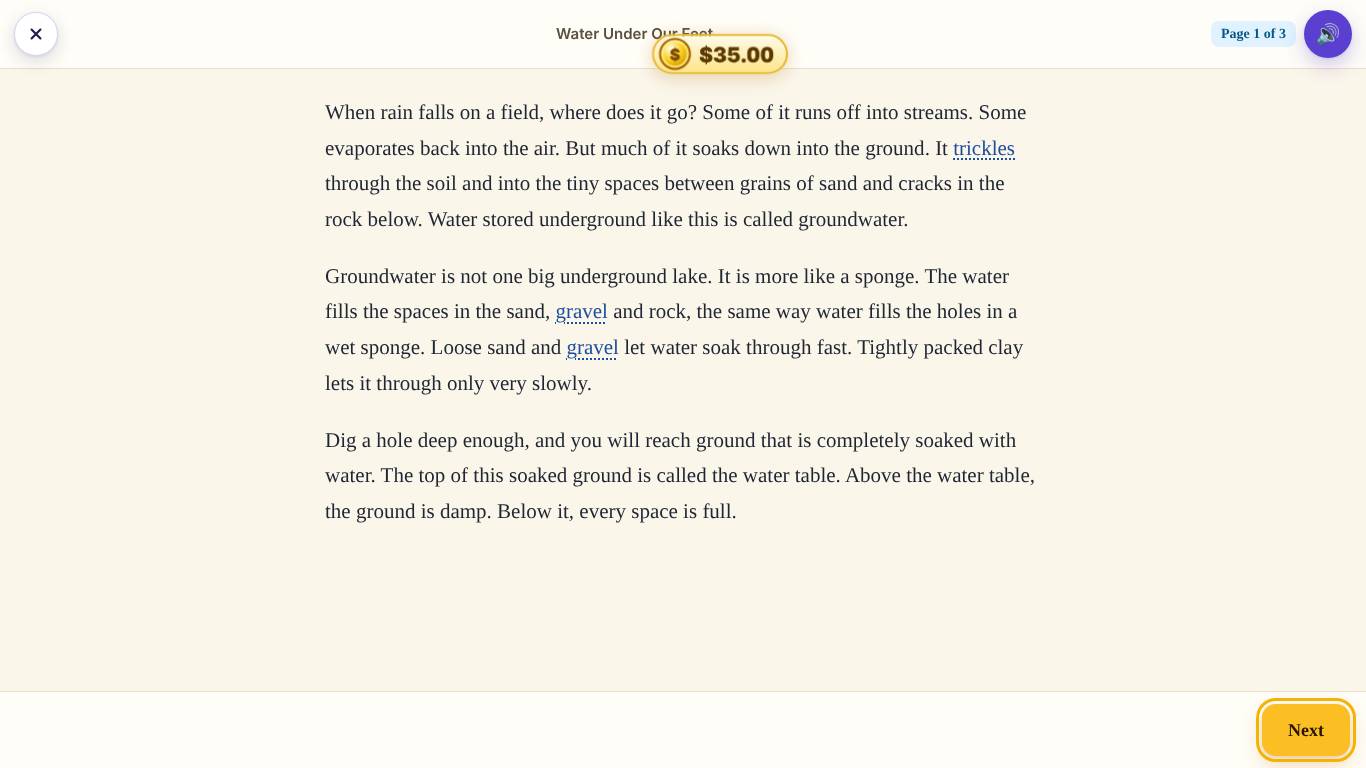 Water Under Our Feet
$35.00
Page 1 of 3
When rain falls on a field, where does it go? Some of it runs off into streams. Some
evaporates back into the air. But much of it soaks down into the ground. It trickles
through the soil and into the tiny spaces between grains of sand and cracks in the
rock below. Water stored underground like this is called groundwater.
Groundwater is not one big underground lake. It is more like a sponge. The water
fills the spaces in the sand, gravel and rock, the same way water fills the holes in a
wet sponge. Loose sand and gravel let water soak through fast. Tightly packed clay
lets it through only very slowly.
Dig a hole deep enough, and you will reach ground that is completely soaked with
water. The top of this soaked ground is called the water table. Above the water table,
the ground is damp. Below it, every space is full.
Next